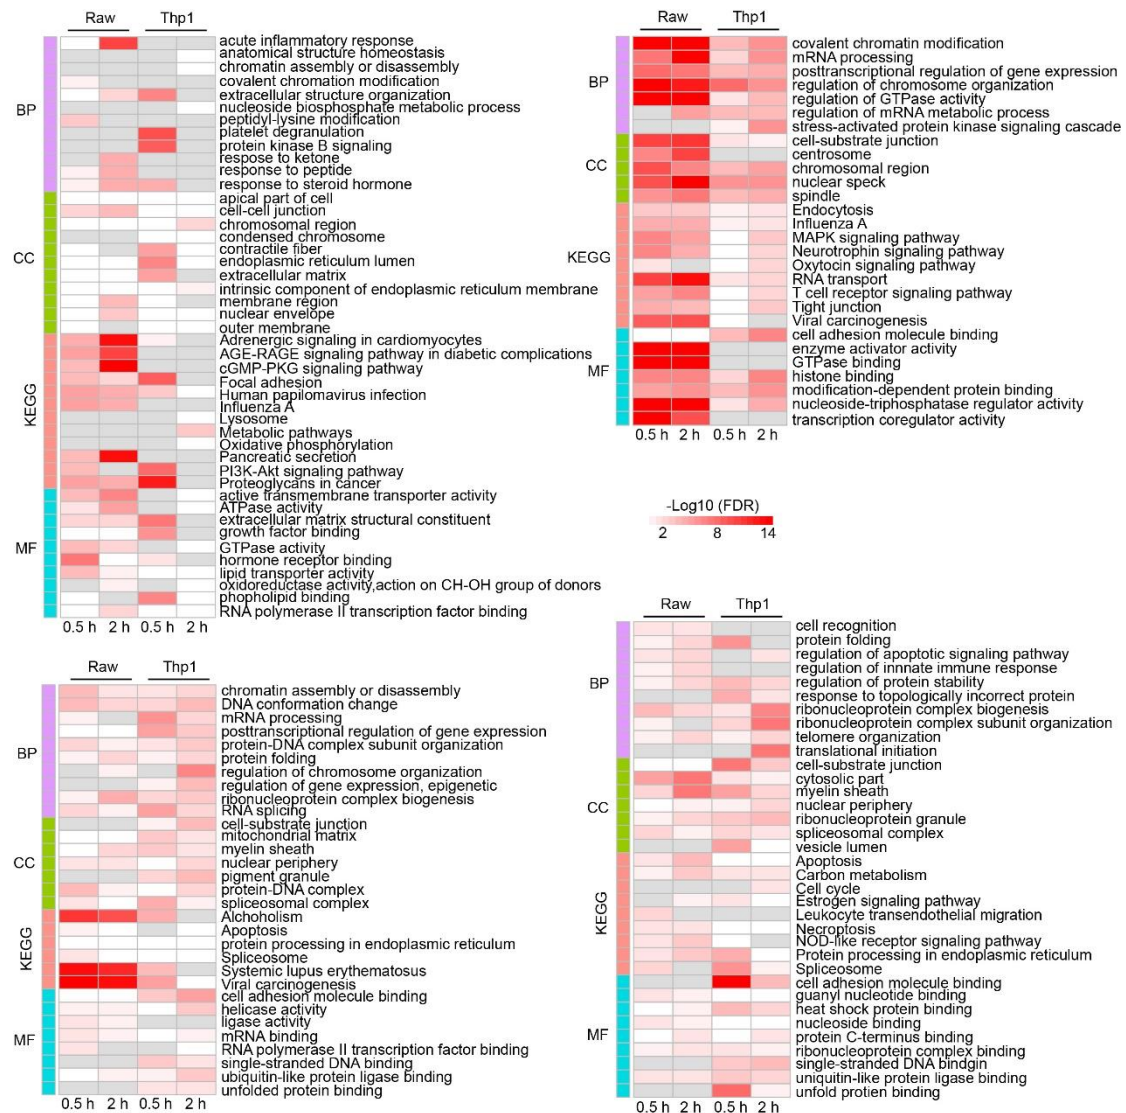 Raw Thp1
BP
acute inflammatory response
anatomical structure homeostasis
chromatin assembly or disassembly
covalent chromation modification
extracellular structure organization
nucleoside biosphosphate metabolic process
peptidyl-lysine modification
platelet degranulation
protein kinase B signaling
respose to ketone
response to peptide
response to steroid hormone
CC
apical part of cell
cell-cell junction
chromosomal region
condensed chromosome
contractile fiber
endoplasmic reticulum lumen
extracellular matrix
intrinsic component of endoplasmic reticulum membrane
membrane region
nuclear envelope
outer membrane
KEGG
Adrenergic signaling in cardiomyocytes
AGE-RAGE signaling pathway in diabetic complications
cGMP-PKG signaling pathway
Focal adhesion
Human papilomavirus infection
Influenza A
Lysosome
Metabolic pathways
Oxidative phosphorylation
Pancreatic secretion
PI3K-Akt signaling pathway
Proteoglycans in cancer
MF
active transmembrane transporter activity
ATPase activity
extracellular matrix structural constituent
growth factor binding
GTPase activity
hormone receptor binding
lipid transporter activity
oxidoreductase activity,action on CH-OH group of donors
phopholipid binding
RNA polymerase II transcription factor binding
0.5 h 2 h 0.5 h 2 h
Raw Thp1
BP
covalent chromatin modification
mRNA processing
posttranscriptional regulation of gene expression
regulation of chromosome organization
regulation of GTPase activity
regulation of mRNA metabolic process
stress-activated protein kinase signaling cascade
CC
cell-substrate junction
centrosome
chromosomal region
nuclear speck
spindle
KEGG
Endocytosis
Influenza A
MAPK signaling pathway
Neurotrophin signaling pathway
Oxytocin signaling pathway
RNA transport
T cell receptor signaling pathway
Tight junction
Viral carcinogenesis
MF
cell adhesion molecule binding
enzyme activator activity
GTPase binding
histone binding
modification-dependent protein binding
nucleoside-triphosphatase regulator activity
transcription coregulator activity
0.5 h 2 h 0.5 h 2 h
-Log10 (FDR)
2 8 14
Raw Thp1
BP
chromatin assembly or disassembly
DNA conformation change
mRNA processing
posttranscriptional regulation of gene expression
protein-DNA complex subunit organization
protein folding
regulation of chromosome organization
regulation of gene expression, epigenetic
ribonucleoprotein complex biogenesis
RNA splicing
CC
cell-substrate junction
mitochondrial matrix
myelin sheath
nuclear periphery
pigment granule
protein-DNA complex
spliceosomal complex
KEGG
Alchoholism
Apoptosis
protein processing in endoplasmic reticulum
Spliceosome
Systemic lupus erythematosus
Viral carcinogenesis
MF
cell adhesion molecule binding
helicase activity
ligase activity
mRNA binding
RNA polymerase II transcription factor binding
single-stranded DNA binding
ubiquitin-like protein ligase binding
unfolded protein binding
0.5 h 2 h 0.5 h 2 h
Raw Thp1
BP
cell recognition
protein folding
regulation of apoptotic signaling pathway
regulation of innnate immune response
regulation of protein stability
response to topologically incorrect protein
ribonucleoprotein complex biogenesis
ribonucleoprotein complex subunit organization
telomere organization
translational initiation
CC
cell-substrate junction
cytosolic part
myelin sheath
nuclear periphery
ribonucleoprotein granule
spliceosomal complex
vesicle lumen
KEGG
Apoptosis
Carbon metabolism
Cell cycle
Estrogen signaling pathway
Leukocyte transendothelial migration
Necroptosis
NOD-like receptor signaling pathway
Protein processing in endoplasmic reticulum
Spliceosome
MF
cell adhesion molecule binding
guanyl nucleotide binding
heat shock protein binding
nucleoside binding
protein C-terminus binding
ribonucleoprotein complex binding
single-stranded DNA bindgin
uniquitin-like protein ligase binding
unfold protien binding
0.5 h 2 h 0.5 h 2 h